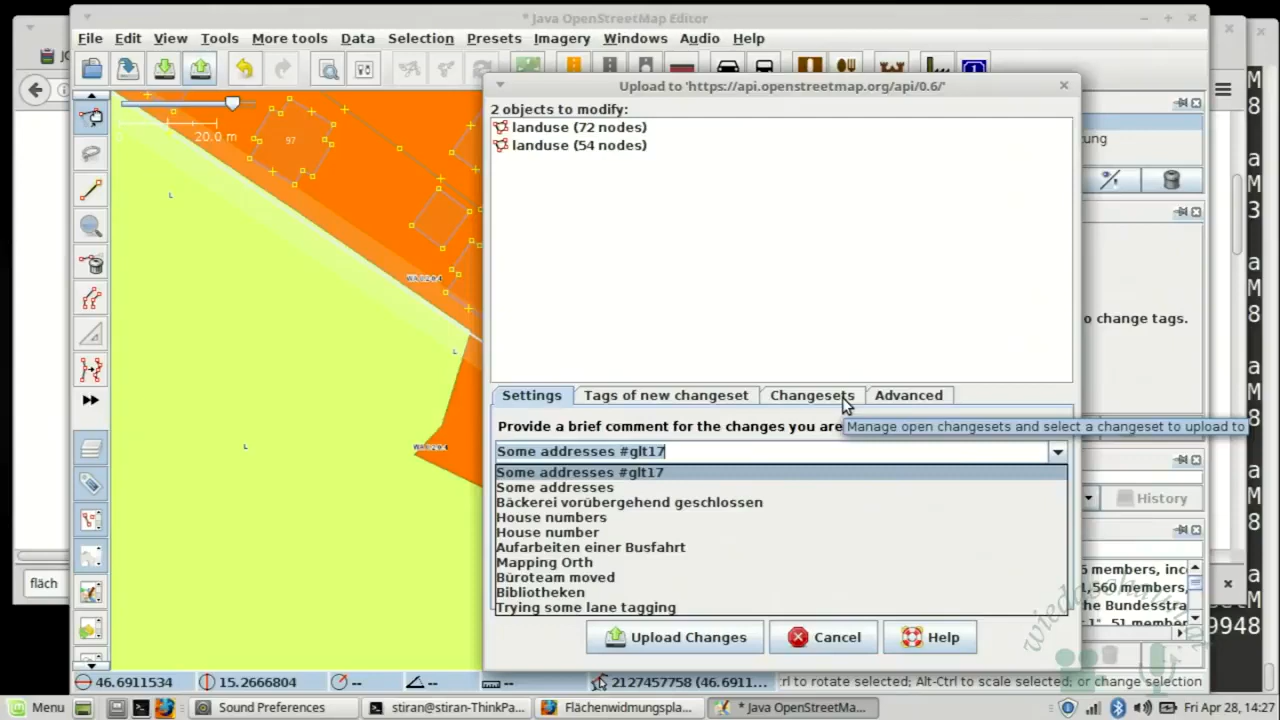 * Java OpenStreetMap Editor
File Edit View Tools More tools Data Selection Presets Imagery Windows Audio Help
Upload to 'https://api.openstreetmap.org/api/0.6/'
2 objects to modify:
landuse (72 nodes)
landuse (54 nodes)
0 20.0 m
97
L
L
L
tung
o change tags.
Settings Tags of new changeset Changesets Advanced
Provide a brief comment for the changes you are
Manage open changesets and select a changeset to upload to
Some addresses #glt17
Some addresses #glt17
Some addresses
Bäckerei vorübergehend geschlossen
House numbers
House number
Aufarbeiten einer Busfahrt
Mapping Orth
Büroteam moved
Bibliotheken
Trying some lane tagging
History
6 members, inc
1,560 members,
he Bundesstra
Upload Changes Cancel Help
fläch
9948
46.6911534 15.2666804 -- -- -- 2127457758 (46.6911... rl to rotate selected; Alt-Ctrl to scale selected; or change selection
Menu Sound Preferences stiran@stiran-ThinkPa... Flächenwidmungspla... * Java OpenStreetMa... Fri Apr 28, 14:27